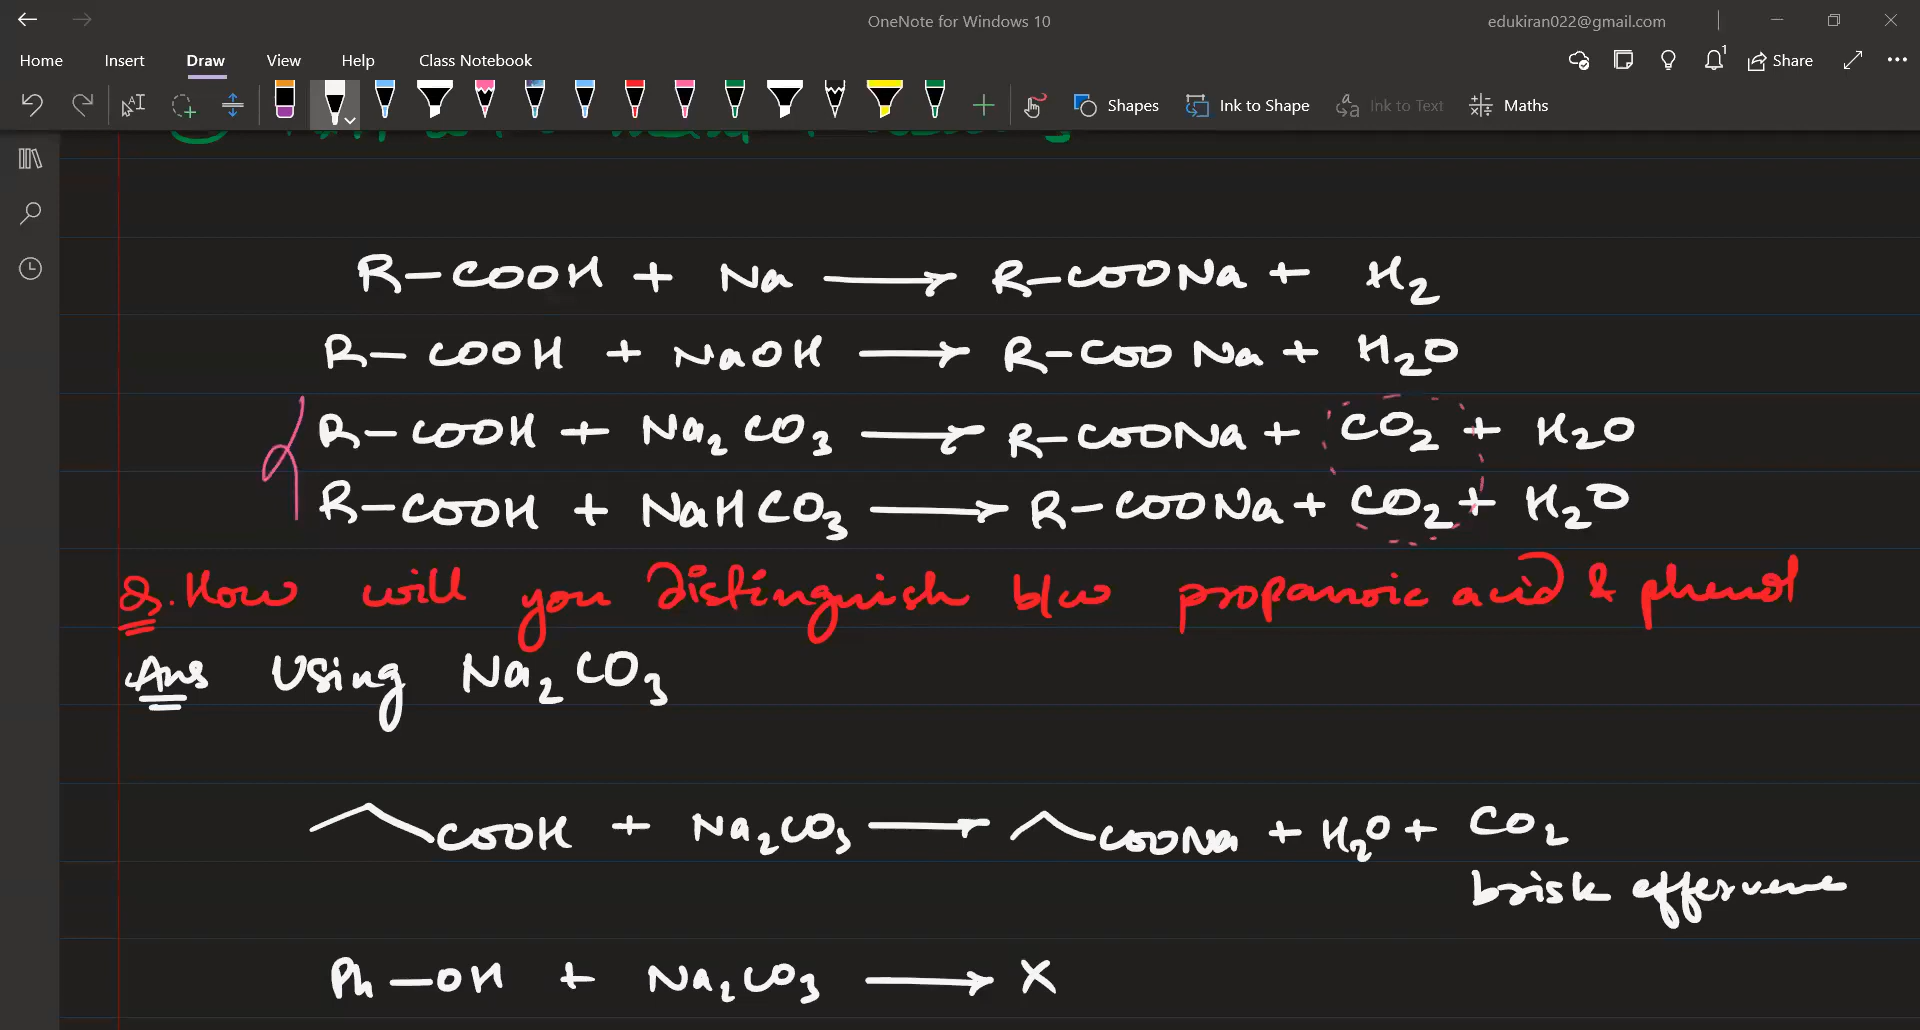 OneNote for Windows 10
edukiran022@gmail.com
Home Insert Draw View Help Class Notebook
1 Share
Shapes Ink to Shape Ink to Text Maths
R-COOH + Na ⟶ R-COONa + H₂
R-COOH + NaOH ⟶ R-COONa + H₂O
R-COOH + Na₂CO₃ ⟶ R-COONa + CO₂ + H₂O
R-COOH + NaHCO₃ ⟶ R-COONa + CO₂ + H₂O
Q. How will you distinguish b/w propanoic acid & phenol
Ans Using Na₂CO₃
COOH + Na₂CO₃ ⟶ COONa + H₂O + CO₂
brisk
Ph-OH + Na₂CO₃ ⟶ X